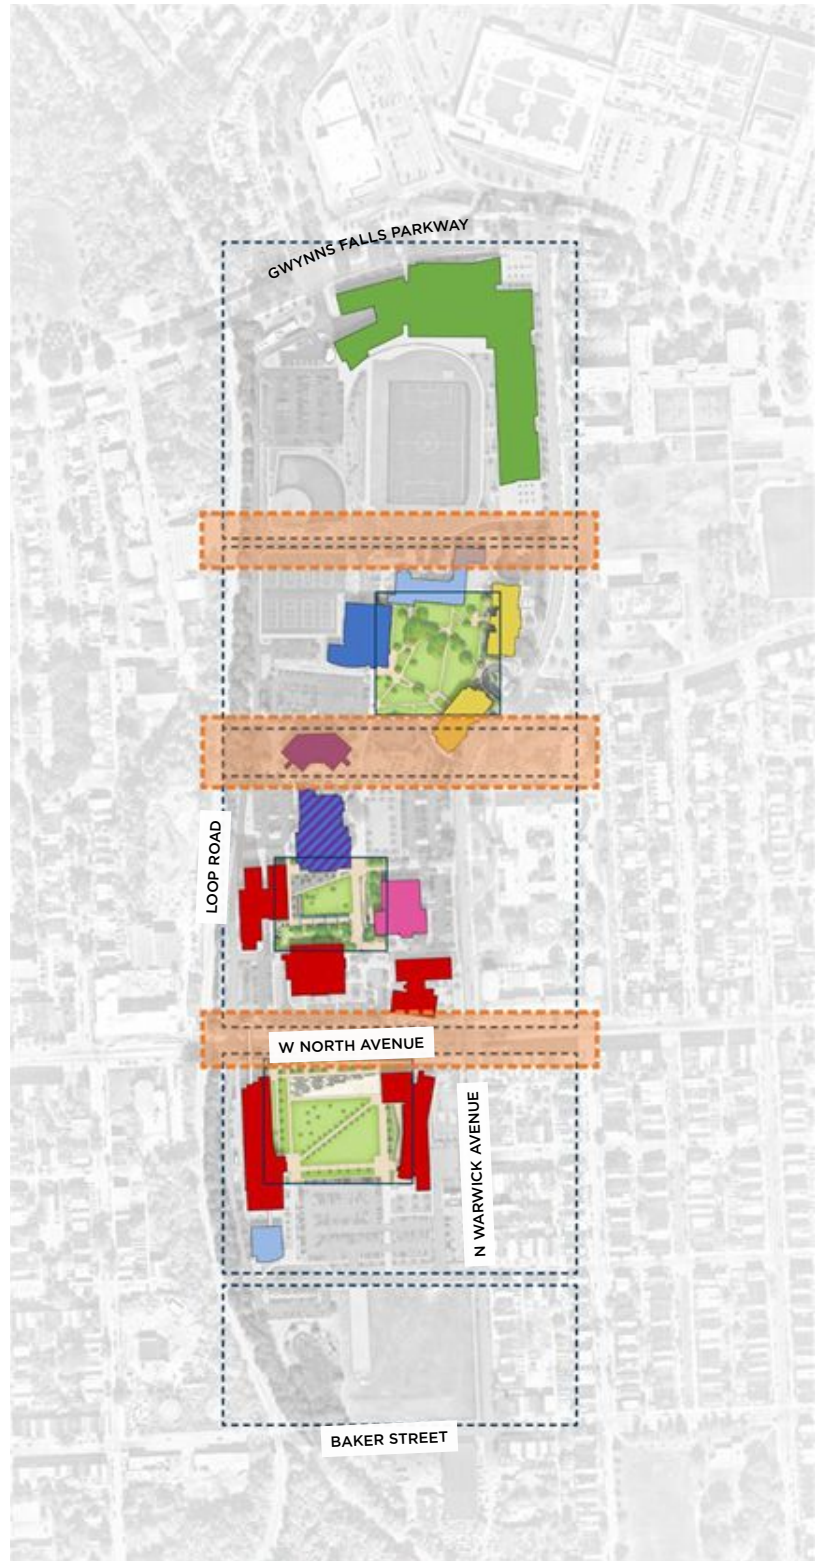 GWYNNS FALLS PARKWAY
LOOP ROAD
W NORTH AVENUE
N WARWICK AVENUE
BAKER STREET